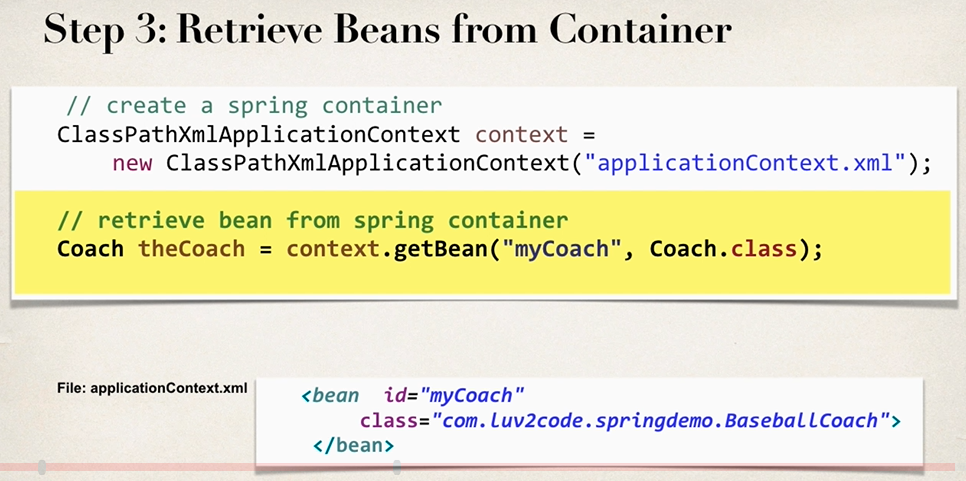 Step 3: Retrieve Beans from Container
// create a spring container
ClassPathXmlApplicationContext context =
new ClassPathXmlApplicationContext("applicationContext.xml");
// retrieve bean from spring container
Coach theCoach = context.getBean("myCoach", Coach.class);
File: applicationContext.xml
<bean id="myCoach"
class="com.luv2code.springdemo.BaseballCoach">
</bean>